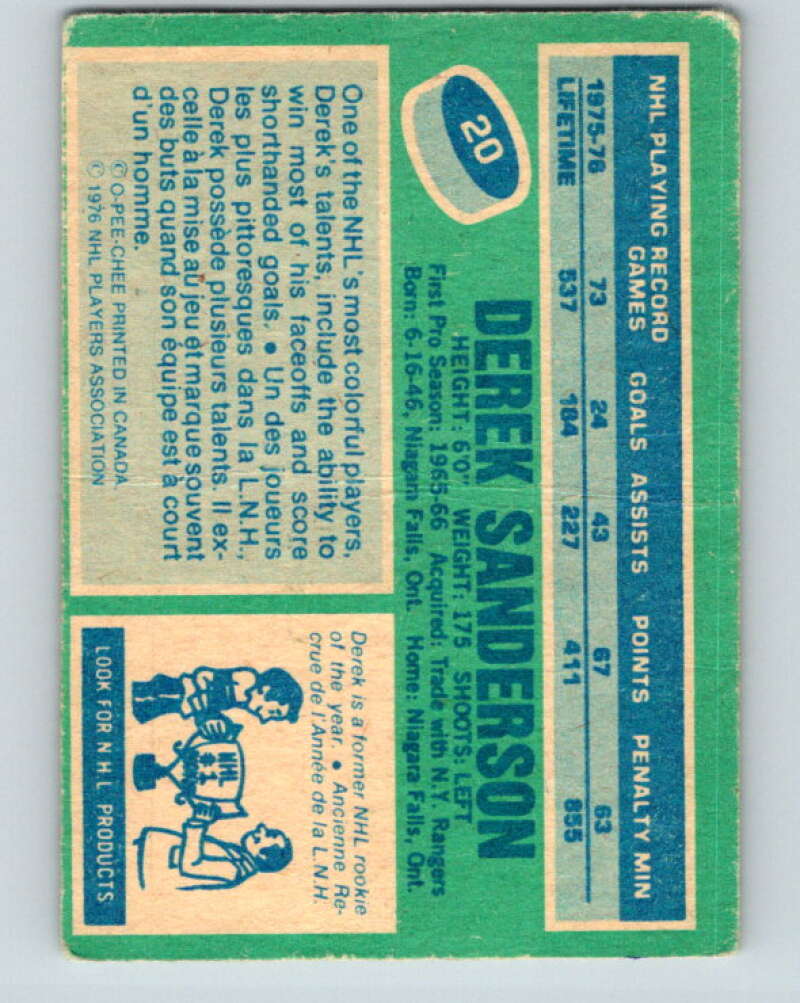 NHL PLAYING RECORD
GAMES GOALS ASSISTS POINTS PENALTY MIN
1975-76 73 24 43 67 63
LIFETIME 537 184 227 411 855
20
DEREK SANDERSON
HEIGHT: 6'0" WEIGHT: 175 SHOOTS: LEFT
First Pro Season: 1965-66 Acquired: Trade with N.Y. Rangers
Born: 6-16-46, Niagara Falls, Ont. Home: Niagara Falls, Ont.
One of the NHL's most colorful players,
Derek's talents, include the ability to
win most of his faceoffs and score
shorthanded goals. • Un des joueurs
les plus pittoresques dans la L.N.H.,
Derek possède plusieurs talents. Il ex-
celle à la mise au jeu et marque souvent
des buts quand son équipe est à court
d'un homme.
© O-PEE-CHEE PRINTED IN CANADA
© 1976 NHL PLAYERS ASSOCIATION
Derek is a former NHL rookie
of the year. • Ancienne Re-
crue de l'Année de la L.N.H.
NHL
#1
LOOK FOR N H L PRODUCTS